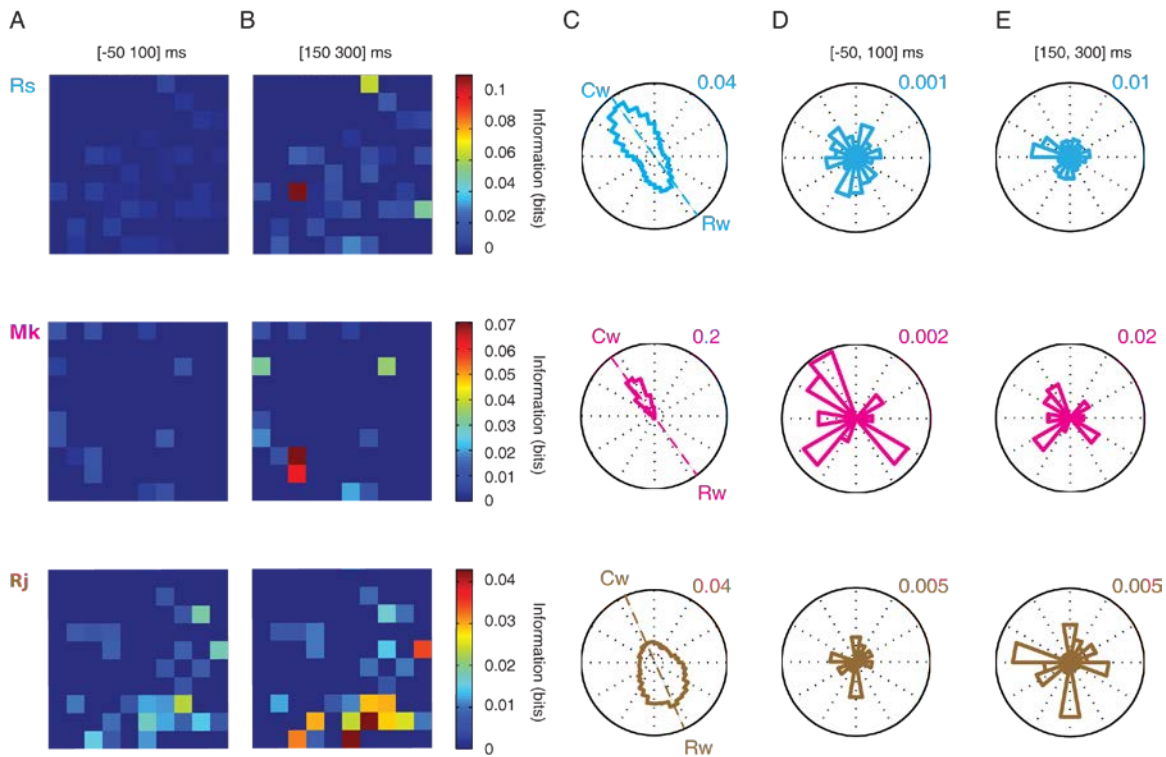 A B C D E
[-50 100] ms [150 300] ms [-50, 100] ms [150, 300] ms
Rs
0.1
0.08
0.06
0.04
0.02
0
Information (bits)
Cw 0.04
Rw
0.001
0.01
Mk
0.07
0.06
0.05
0.04
0.03
0.02
0.01
0
Information (bits)
Cw 0.2
Rw
0.002
0.02
Rj
0.04
0.03
0.02
0.01
0
Information (bits)
Cw 0.04
Rw
0.005
0.005